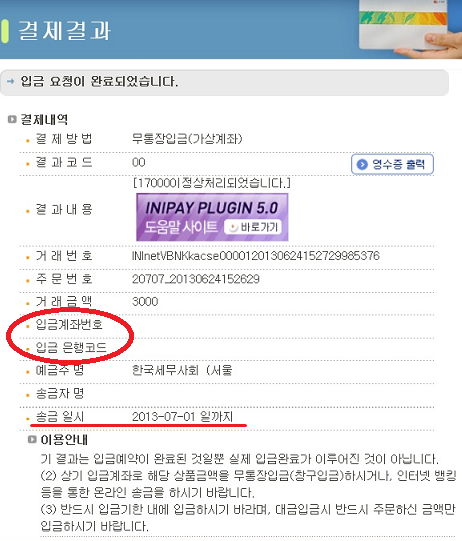 결제결과
입금 요청이 완료되었습니다.
결제내역
결 제 방 법 무통장입금(가상계좌)
결 과 코 드 00 영수증 출력
[17000이정상처리되었습니다.]
결 과 내 용 INIPAY PLUGIN 5.0
도움말 사이트 바로가기
거 래 번 호 INInetVBNKkacse0000120130624152729985376
주 문 번 호 20707_20130624152629
거 래 금 액 3000
입금계좌번호
입금 은행코드
예금주 명 한국세무사회 (서울
송금자 명
송금 일시 2013-07-01 일까지
이용안내
기 결과는 입금예약이 완료된 것일뿐 실제 입금완료가 이루어진 것이 아닙니다.
(2) 상기 입금계좌로 해당 상품금액을 무통장입금(창구입금)하시거나, 인터넷 뱅킹
등을 통한 온라인 송금을 하시기 바랍니다.
(3) 반드시 입금기한 내에 입금하시기 바라며, 대금입금시 반드시 주문하신 금액만
입금하시기 바랍니다.